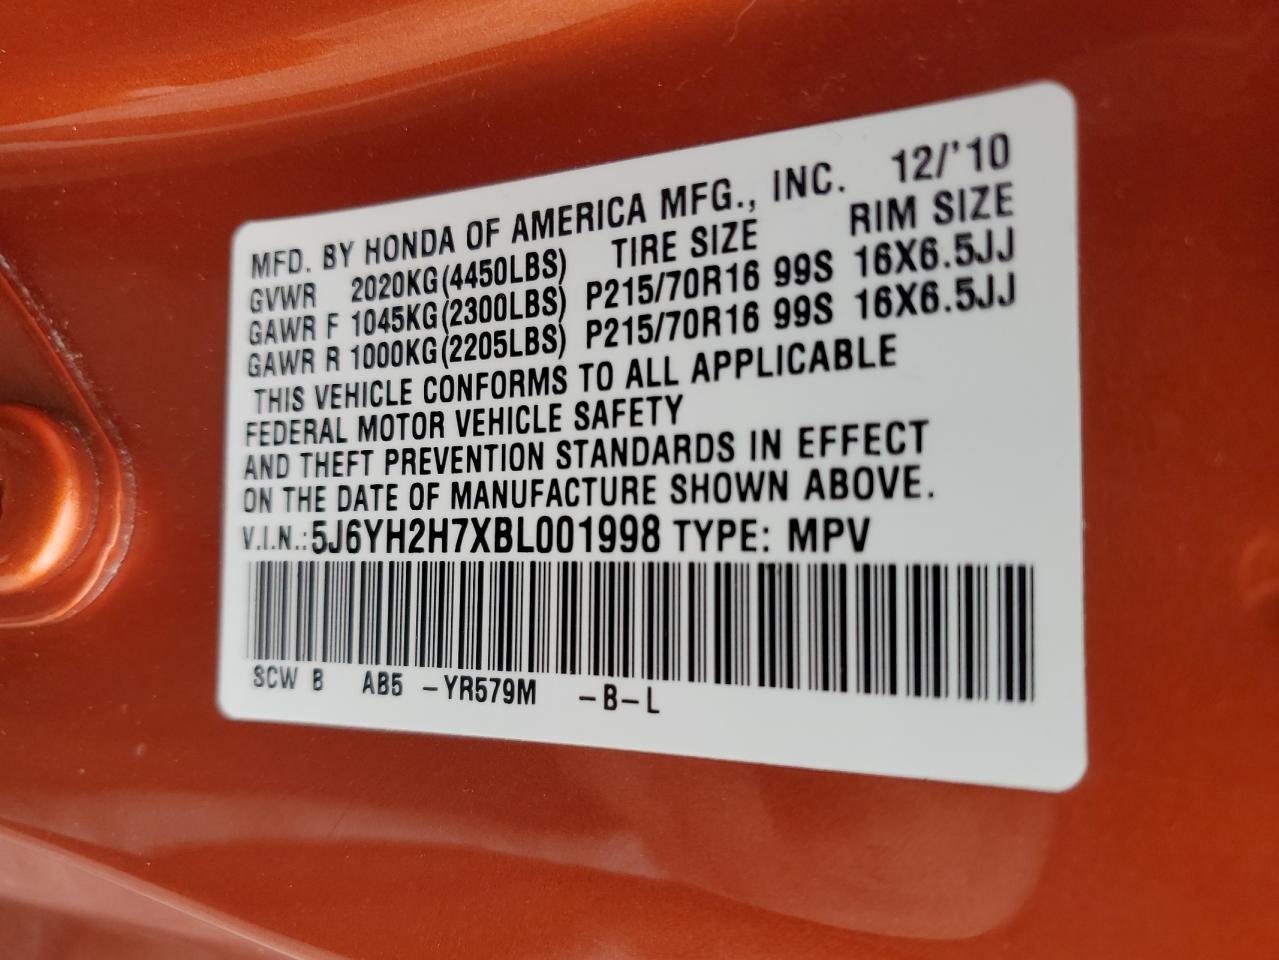 MFD. BY HONDA OF AMERICA MFG., INC. 12/'10
GVWR 2020KG(4450LBS) TIRE SIZE RIM SIZE
GAWR F 1045KG(2300LBS) P215/70R16 99S 16X6.5JJ
GAWR R 1000KG(2205LBS) P215/70R16 99S 16X6.5JJ
THIS VEHICLE CONFORMS TO ALL APPLICABLE
FEDERAL MOTOR VEHICLE SAFETY
AND THEFT PREVENTION STANDARDS IN EFFECT
ON THE DATE OF MANUFACTURE SHOWN ABOVE.
V.I.N.:5J6YH2H7XBL001998 TYPE: MPV
SCW B AB5 -YR579M -B-L